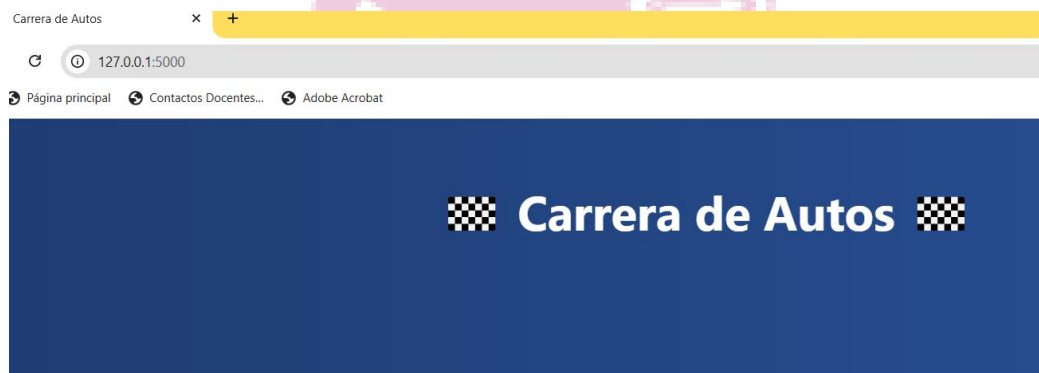 Carrera de Autos
127.0.0.1:5000
Página principal Contactos Docentes... Adobe Acrobat
Carrera de Autos